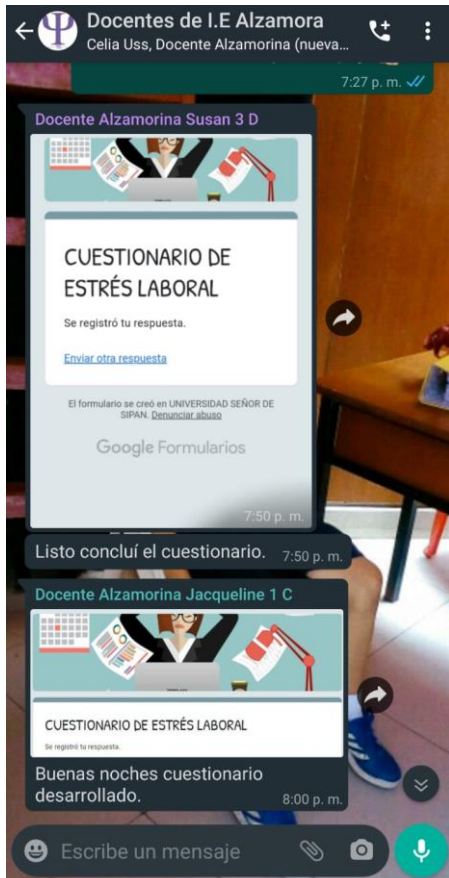 Docentes de I.E Alzamora
Celia Uss, Docente Alzamorina (nueva...
7:27 p. m.
Docente Alzamorina Susan 3 D
CUESTIONARIO DE
ESTRÉS LABORAL
Se registró tu respuesta.
Enviar otra respuesta
El formulario se creó en UNIVERSIDAD SEÑOR DE
SIPAN. Denunciar abuso
Google Formularios
7:50 p. m.
Listo concluí el cuestionario. 7:50 p. m.
Docente Alzamorina Jacqueline 1 C
CUESTIONARIO DE ESTRÉS LABORAL
Se registró tu respuesta.
Buenas noches cuestionario
desarrollado. 8:00 p. m.
Escribe un mensaje